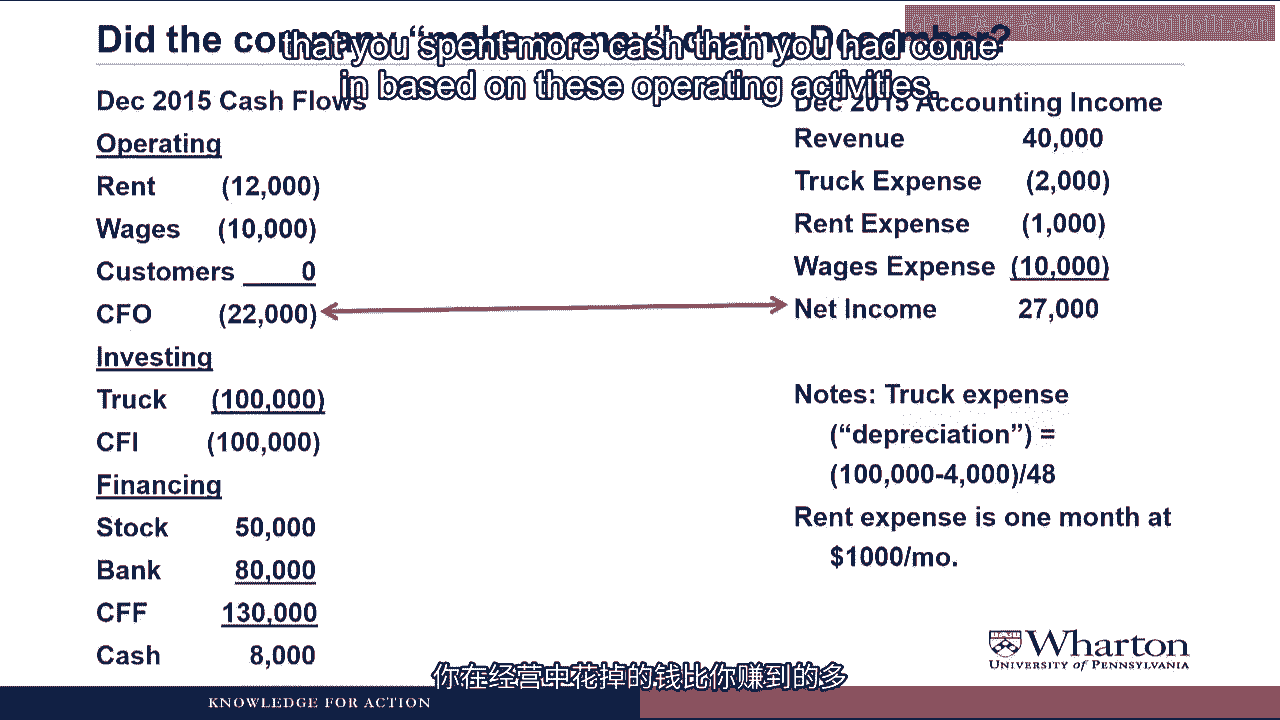 Did the company "make money" during December?
that you spent more cash than you had come
in based on these operating activities.
Dec 2015 Cash Flows
Operating
Rent (12,000)
Wages (10,000)
Customers 0
CFO (22,000)
Investing
Truck (100,000)
CFI (100,000)
Financing
Stock 50,000
Bank 80,000
CFF 130,000
Cash 8,000
Dec 2015 Accounting Income
Revenue 40,000
Truck Expense (2,000)
Rent Expense (1,000)
Wages Expense (10,000)
Net Income 27,000
Notes: Truck expense
("depreciation") =
(100,000-4,000)/48
Rent expense is one month at
$1000/mo.
Wharton
UNIVERSITY of PENNSYLVANIA
你在经营中花掉的钱比你赚到的多
KNOWLEDGE FOR ACTION